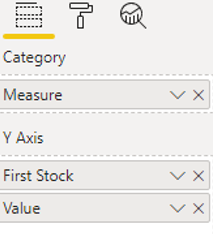 Category
Measure
Y Axis
First Stock
Value